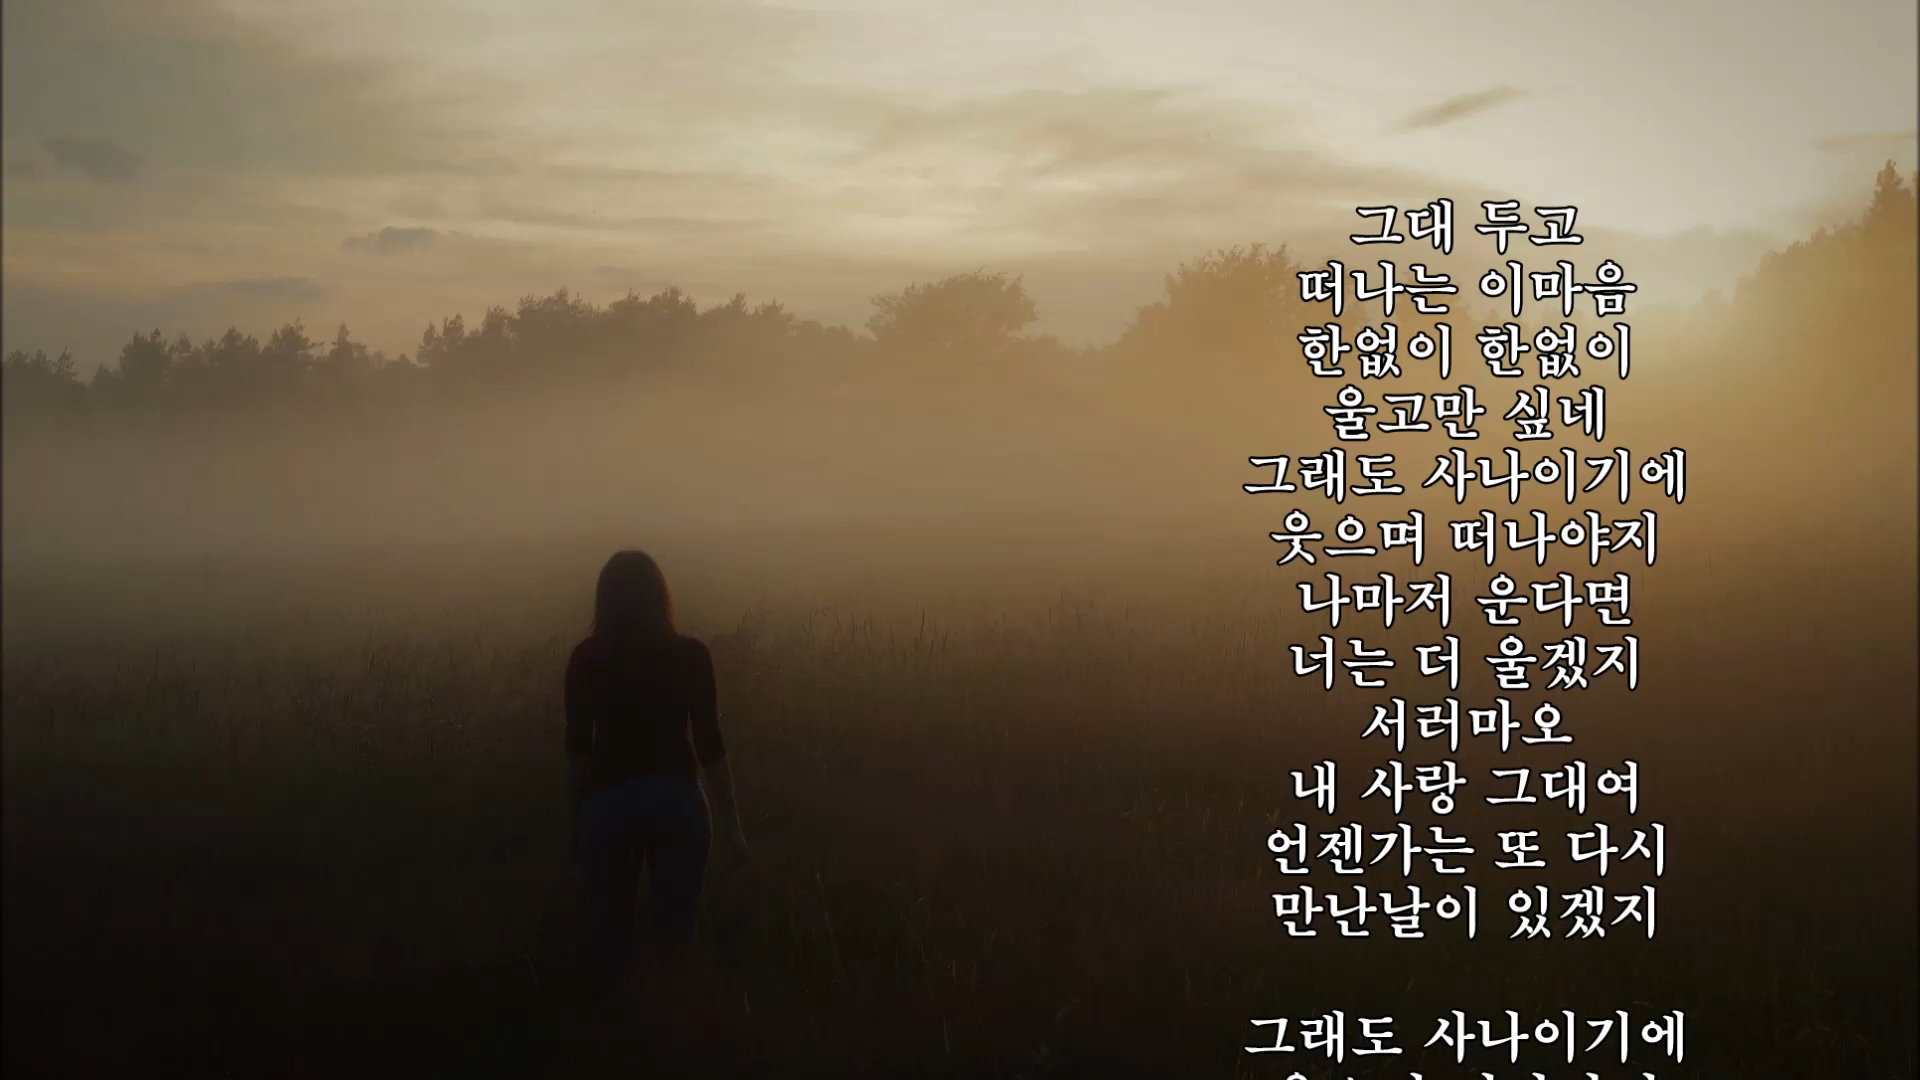 그대 두고
떠나는 이마음
한없이 한없이
울고만 싶네
그래도 사나이기에
웃으며 떠나야지
나마저 운다면
너는 더 울겠지
서러마오
내 사랑 그대여
언젠가는 또 다시
만난날이 있겠지
그래도 사나이기에